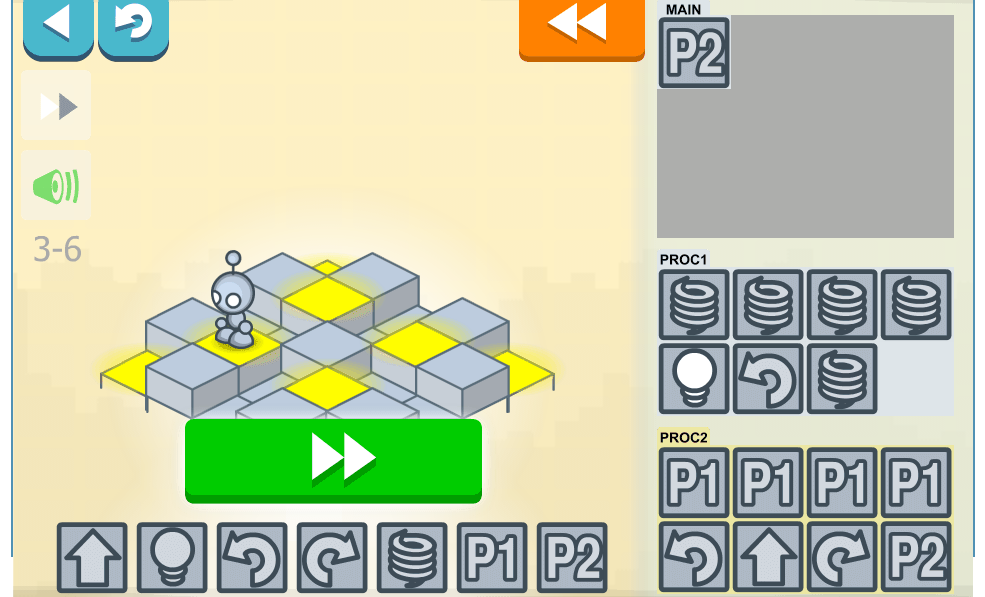 MAIN
P2
3-6
PROC1
PROC2
P1 P1 P1 P1
P2
P1 P2